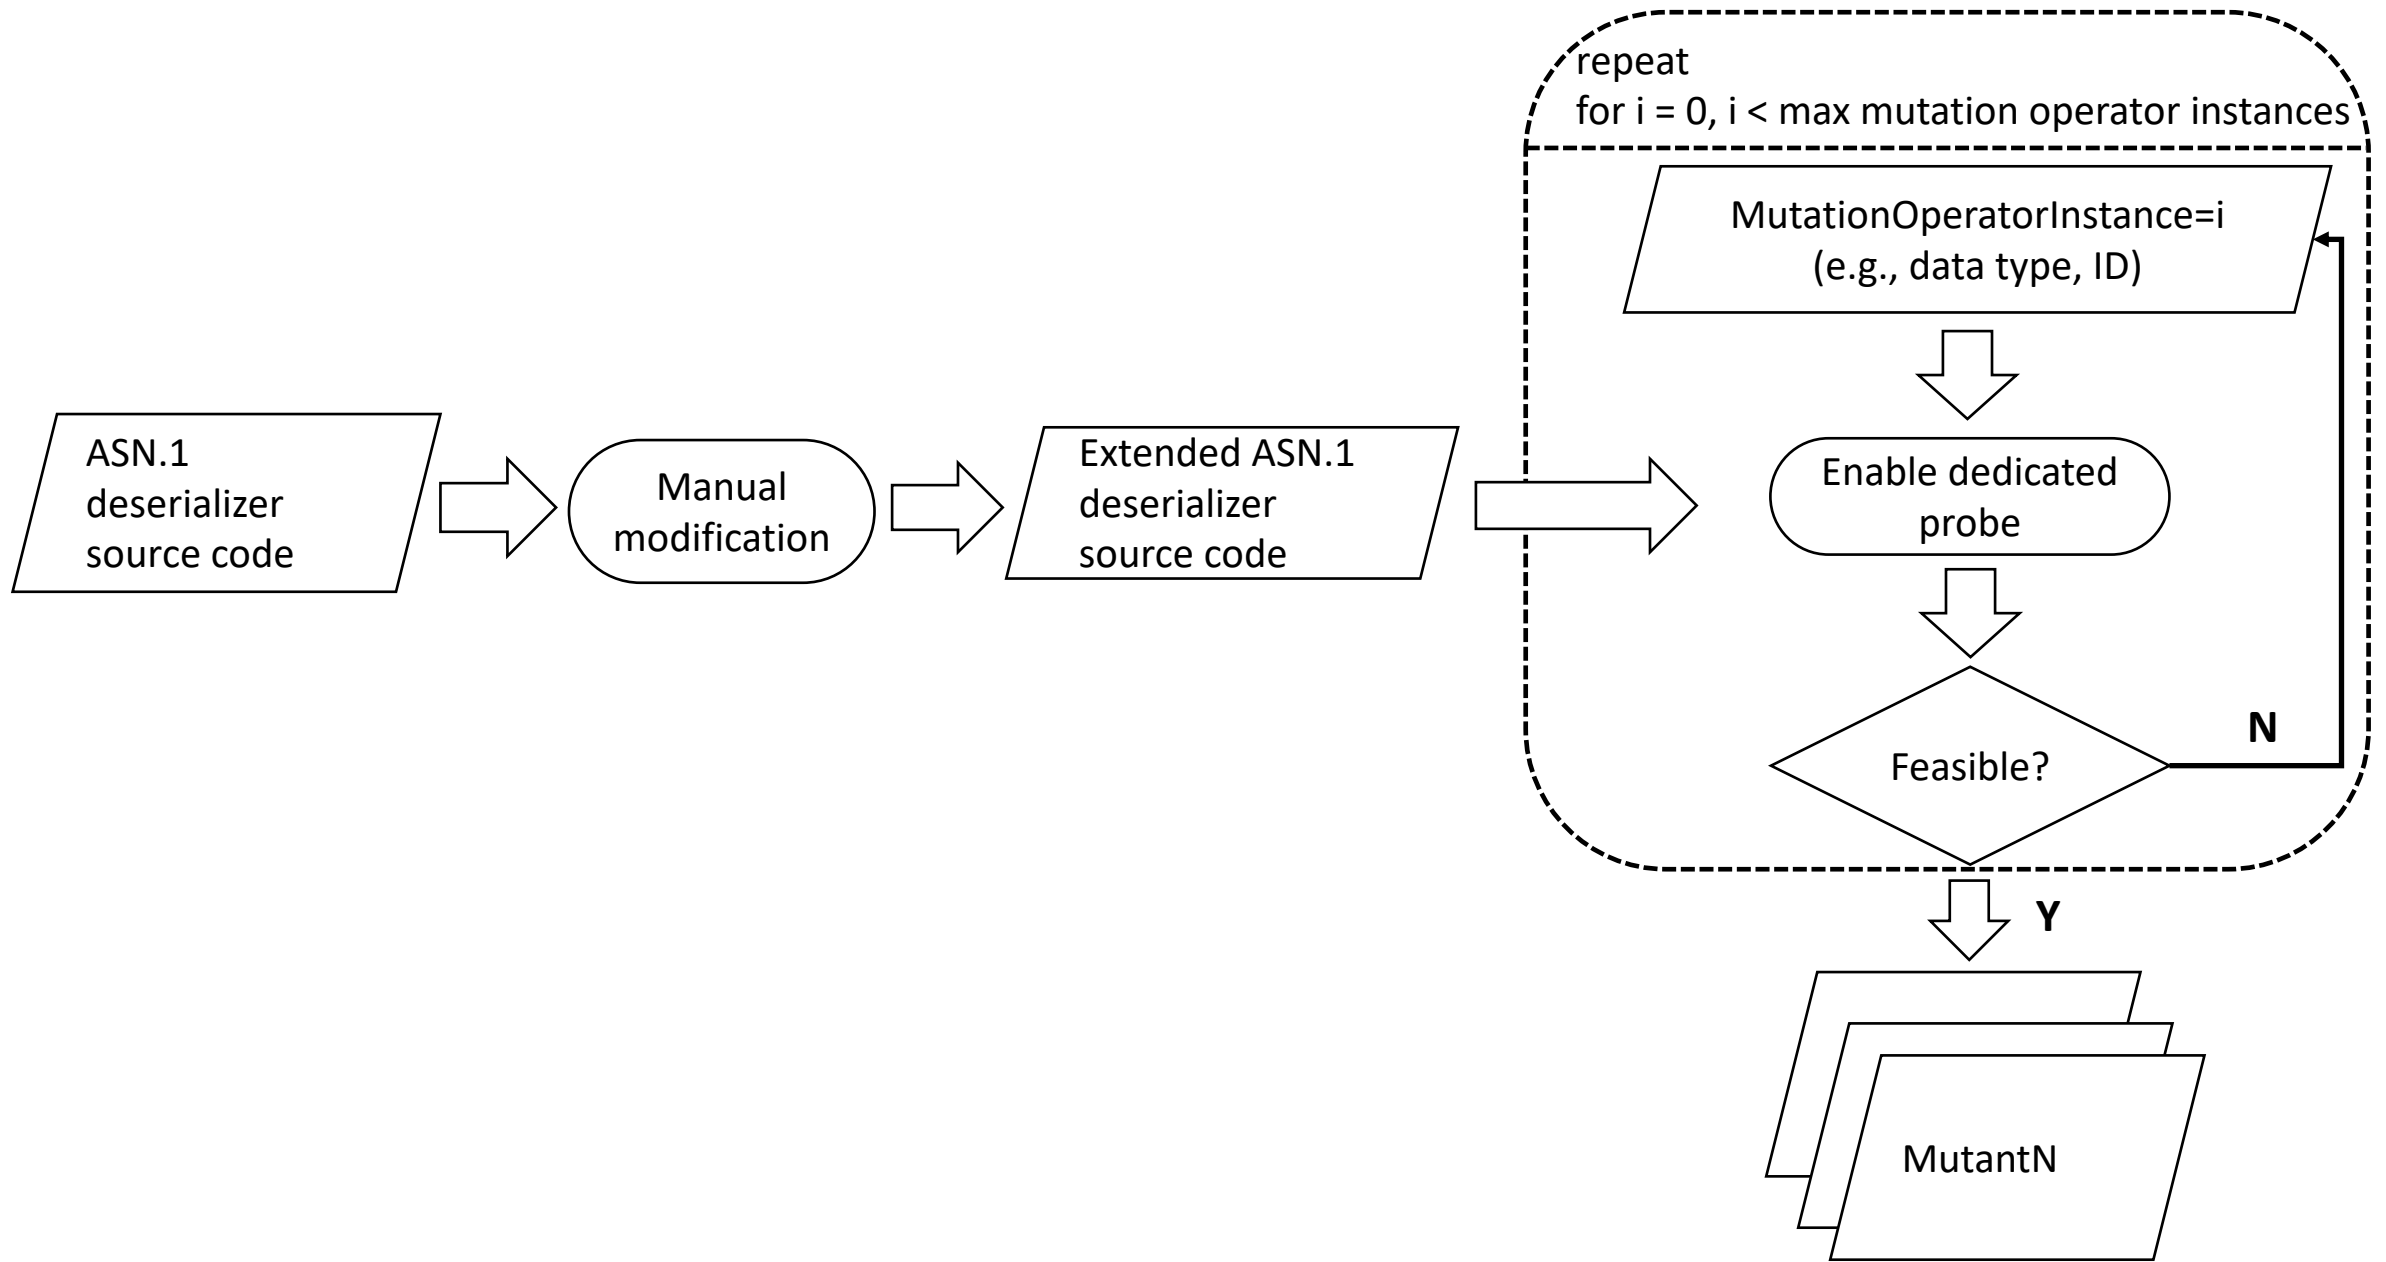 repeat
for i = 0, i < max mutation operator instances
MutationOperatorInstance=i
(e.g., data type, ID)
ASN.1
deserializer
source code
Manual
modification
Extended ASN.1
deserializer
source code
Enable dedicated
probe
Feasible?
N
Y
MutantN